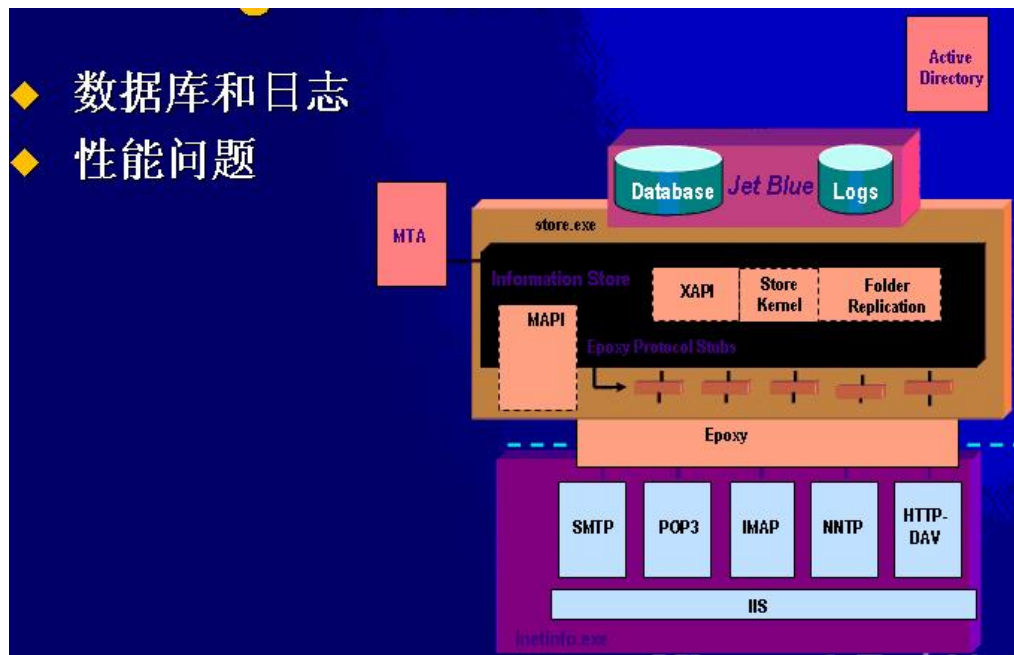 数据库和日志
性能问题
Active
Directory
Database
Jet Blue
Logs
MTA
store.exe
Information Store
XAPI
Store
Kernel
Folder
Replication
MAPI
Epoxy Protocol Stubs
Epoxy
SMTP
POP3
IMAP
NNTP
HTTP-
DAV
IIS
inetinfo.exe